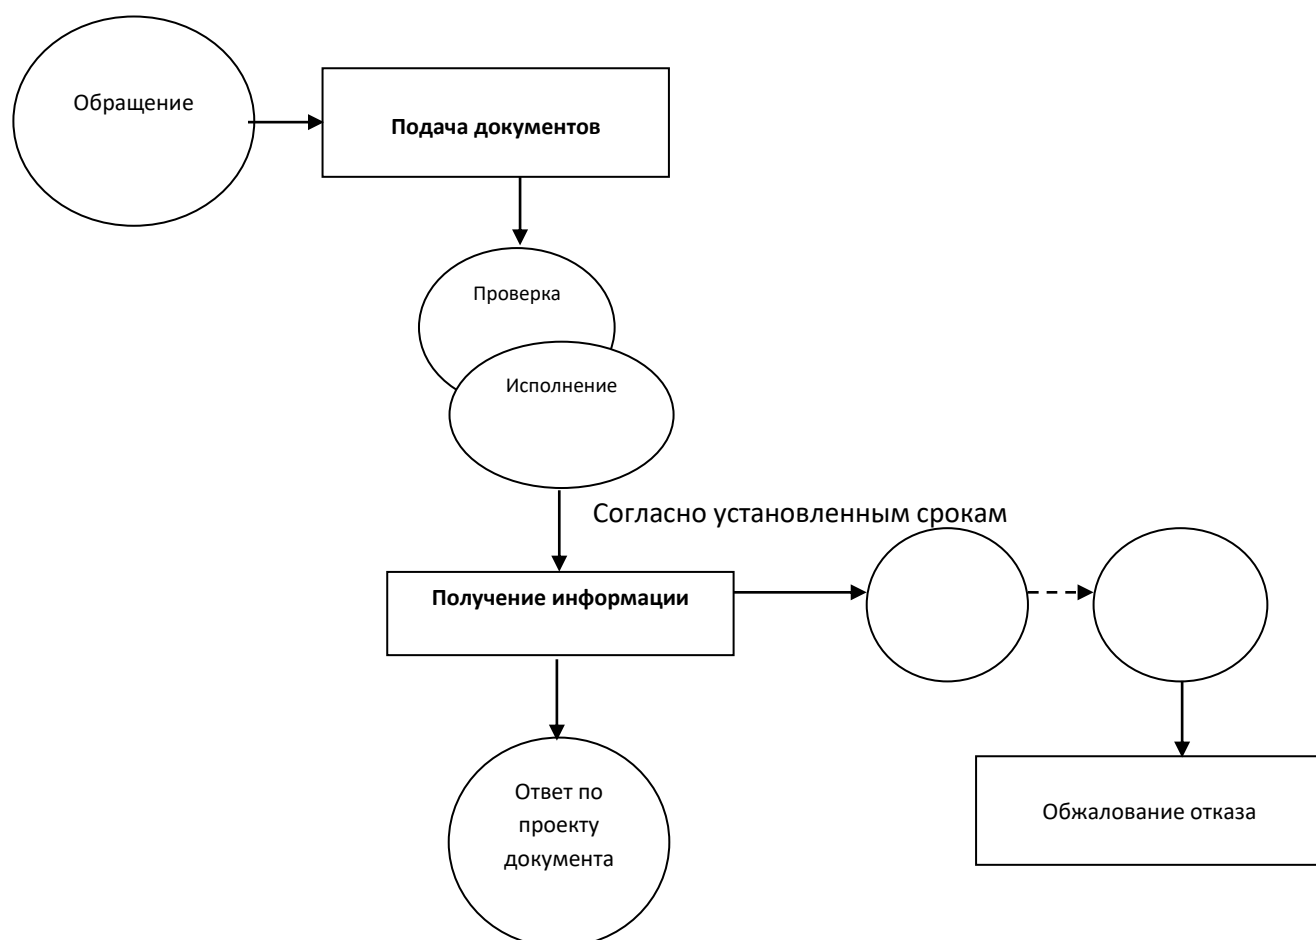 Обращение
Подача документов
Проверка
Исполнение
Согласно установленным срокам
Получение информации
Ответ по
проекту
документа
Обжалование отказа